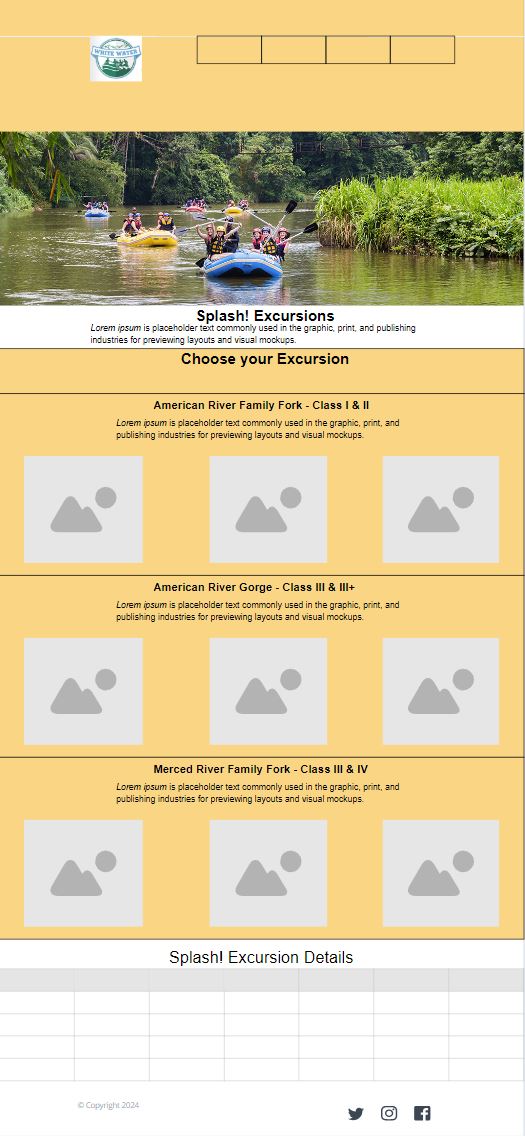 WHITE WATER
Splash! Excursions
Lorem ipsum is placeholder text commonly used in the graphic, print, and publishing
industries for previewing layouts and visual mockups.
Choose your Excursion
American River Family Fork - Class I & II
Lorem ipsum is placeholder text commonly used in the graphic, print, and
publishing industries for previewing layouts and visual mockups.
American River Gorge - Class III & III+
Lorem ipsum is placeholder text commonly used in the graphic, print, and
publishing industries for previewing layouts and visual mockups.
Merced River Family Fork - Class III & IV
Lorem ipsum is placeholder text commonly used in the graphic, print, and
publishing industries for previewing layouts and visual mockups.
Splash! Excursion Details
© Copyright 2024